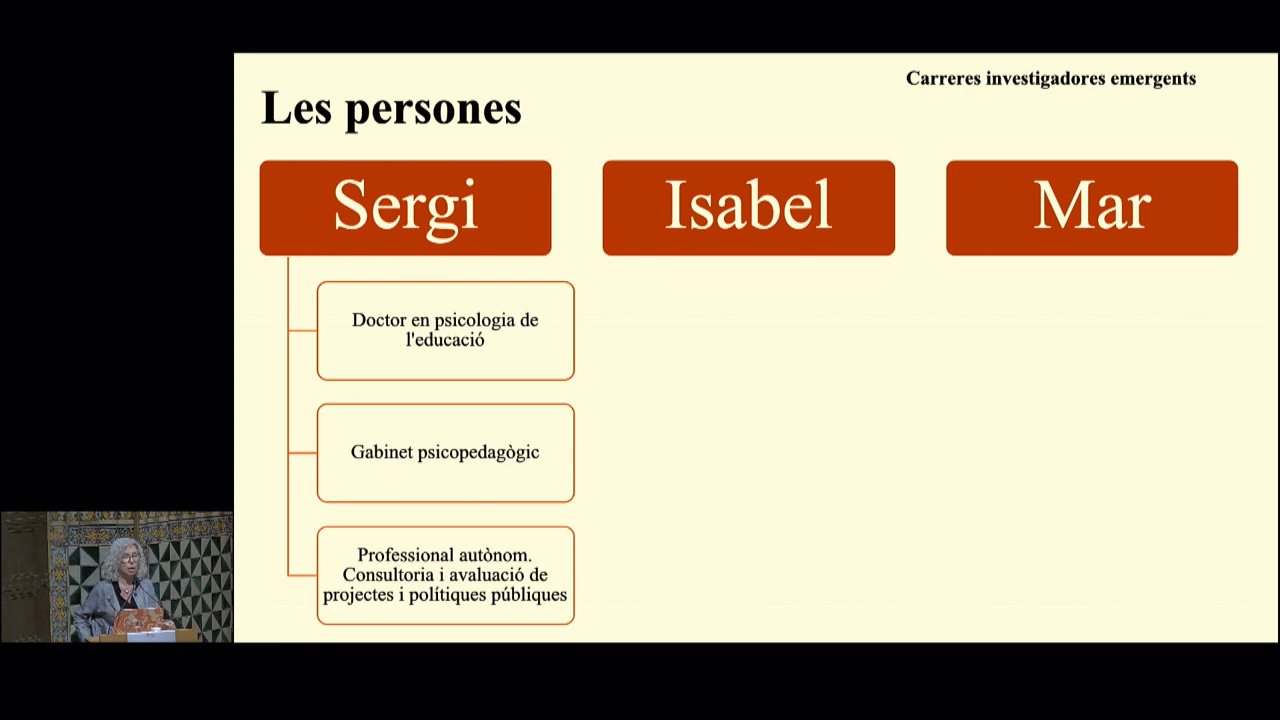 Carreres investigadores emergents
Les persones
Sergi
Isabel
Mar
Doctor en psicologia de
l'educació
Gabinet psicopedagògic
Professional autònom.
Consultoria i avaluació de
projectes i polítiques públiques